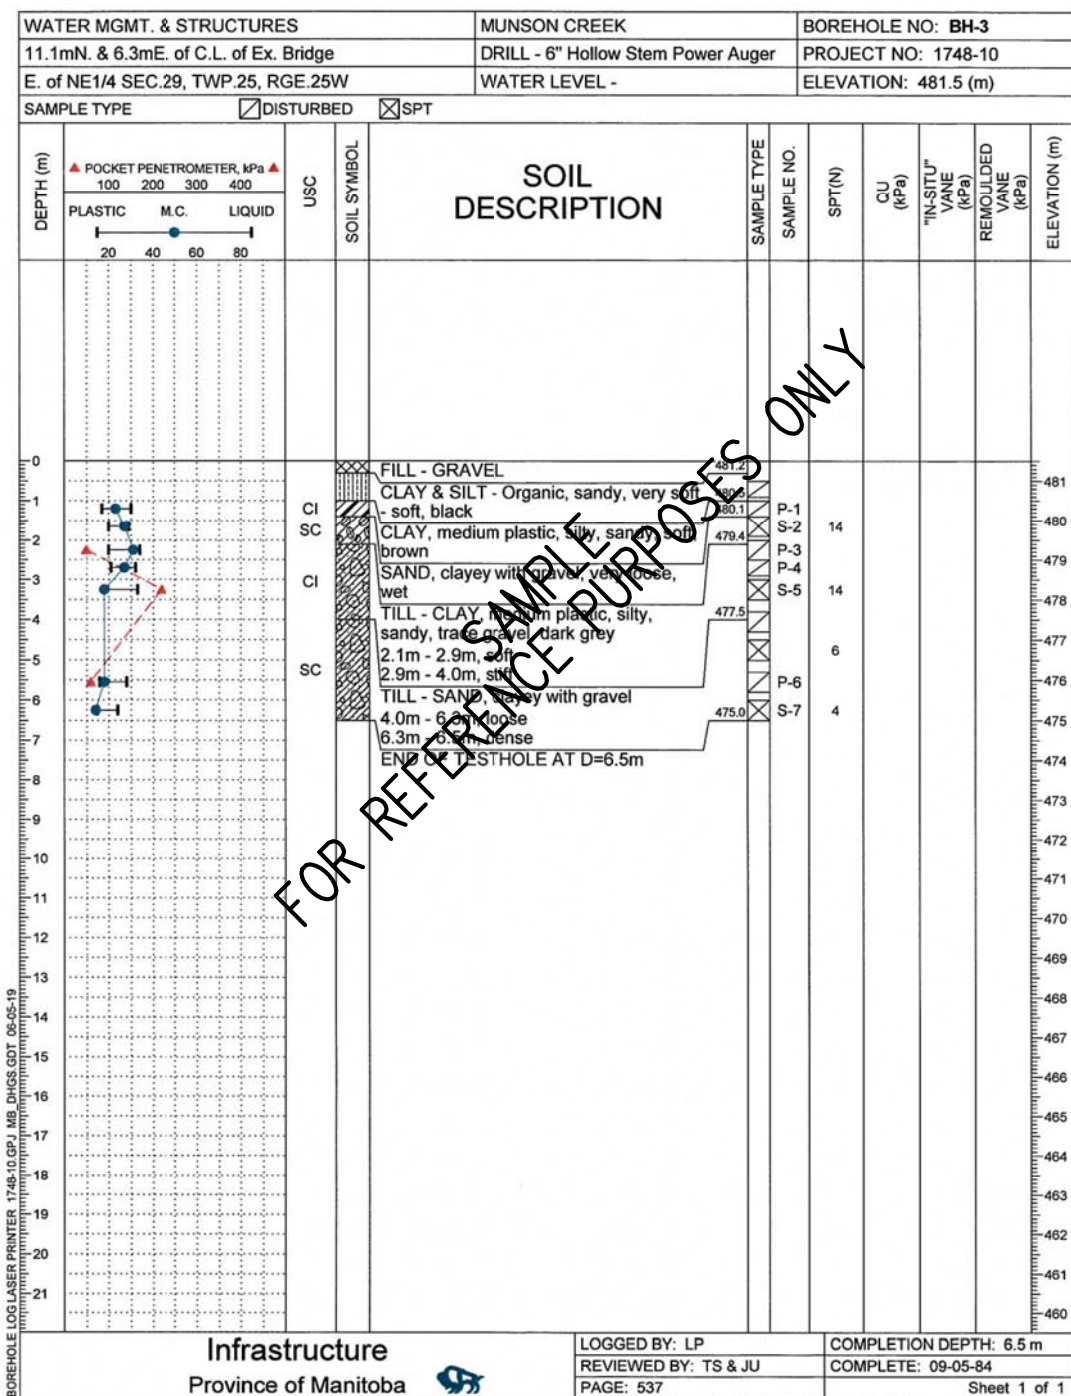 WATER MGMT. & STRUCTURES
MUNSON CREEK
BOREHOLE NO: BH-3
11.1mN. & 6.3mE. of C.L. of Ex. Bridge
DRILL - 6" Hollow Stem Power Auger
PROJECT NO: 1748-10
E. of NE1/4 SEC.29, TWP.25, RGE.25W
WATER LEVEL -
ELEVATION: 481.5 (m)
SAMPLE TYPE
DISTURBED
SPT
DEPTH (m)
POCKET PENETROMETER, kPa
100 200 300 400
PLASTIC M.C. LIQUID
20 40 60 80
USC
SOIL SYMBOL
SOIL
DESCRIPTION
SAMPLE TYPE
SAMPLE NO.
SPT(N)
QU
(kPa)
"IN-SITU"
VANE
(kPa)
REMOULDED
VANE
(kPa)
ELEVATION (m)
0
1
2
3
4
5
6
7
8
9
10
11
12
13
14
15
16
17
18
19
20
21
CI
SC
CI
SC
FILL - GRAVEL
481.2
CLAY & SILT - Organic, sandy, very soft
- soft, black
480.1
CLAY, medium plastic, silty, sandy, soft,
brown
479.4
SAND, clayey with gravel, very loose,
wet
TILL - CLAY, medium plastic, silty,
477.5
sandy, trace gravel, dark grey
2.1m - 2.9m, soft
2.9m - 4.0m, stiff
TILL - SAND, clayey with gravel
4.0m - 6.3m, loose
475.0
6.3m - 6.5m, dense
END OF TESTHOLE AT D=6.5m
P-1
S-2 14
P-3
P-4
S-5 14
6
P-6
S-7 4
481
480
479
478
477
476
475
474
473
472
471
470
469
468
467
466
465
464
463
462
461
460
SAMPLE
FOR REFERENCE PURPOSES ONLY
BOREHOLE LOG LASER PRINTER 1748-10.GPJ MB_DHGS.GDT 06-05-19
Infrastructure
Province of Manitoba
LOGGED BY: LP
COMPLETION DEPTH: 6.5 m
REVIEWED BY: TS & JU
COMPLETE: 09-05-84
PAGE: 537
Sheet 1 of 1